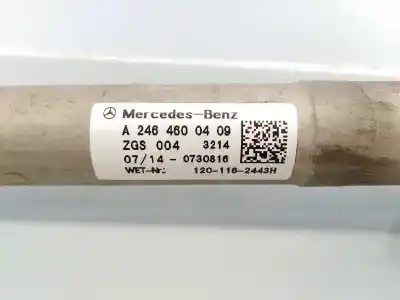 Mercedes-Benz
A 246 460 04 09
ZGS 004 3214
07/14 - 0730816
WET-Nr: 120-116-2443H